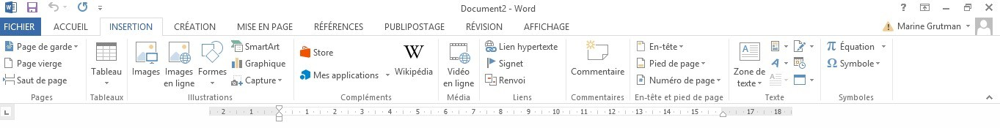 Document2 - Word
FICHIER ACCUEIL INSERTION CRÉATION MISE EN PAGE RÉFÉRENCES PUBLIPOSTAGE RÉVISION AFFICHAGE Marine Grutman
Page de garde
Page vierge
Saut de page
Pages
Tableau
Tableaux
Images
Images en ligne
Formes
SmartArt
Graphique
Capture
Illustrations
Store
Mes applications
W
Wikipédia
Compléments
Vidéo
en ligne
Média
Lien hypertexte
Signet
Renvoi
Liens
Commentaire
Commentaires
En-tête
Pied de page
Numéro de page
En-tête et pied de page
A
Zone de
texte
Texte
π Équation
Ω Symbole
Symboles
2 1 1 2 3 4 5 6 7 8 9 10 11 12 13 14 15 17 18